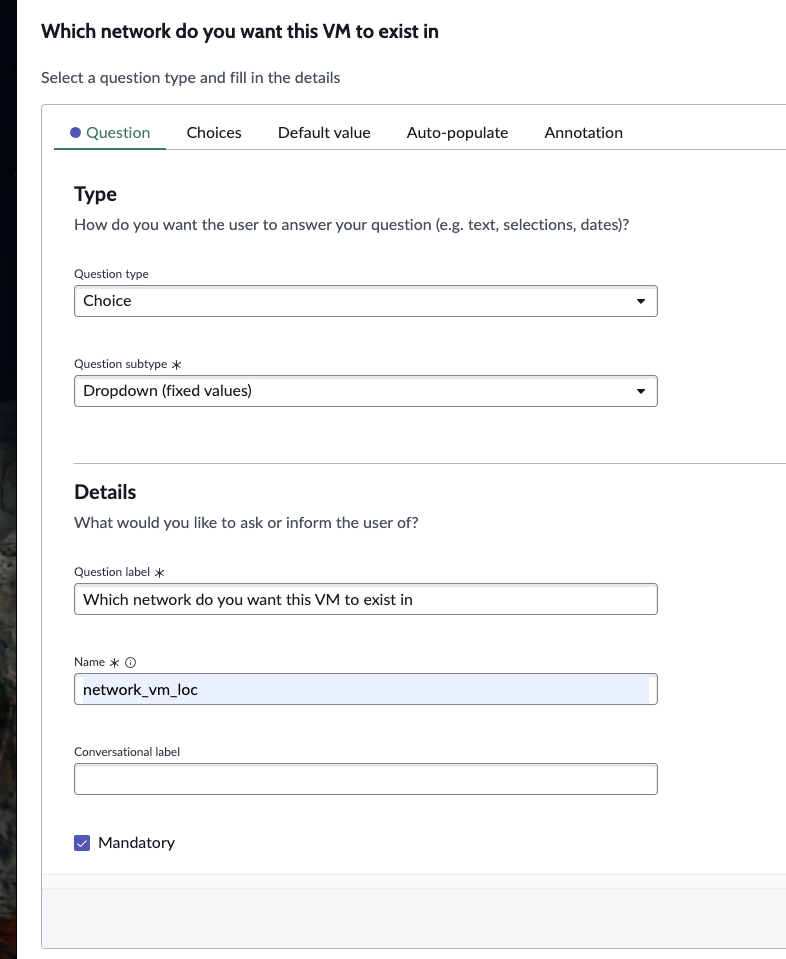 Which network do you want this VM to exist in
Select a question type and fill in the details
Question Choices Default value Auto-populate Annotation
Type
How do you want the user to answer your question (e.g. text, selections, dates)?
Question type
Choice
Question subtype *
Dropdown (fixed values)
Details
What would you like to ask or inform the user of?
Question label *
Which network do you want this VM to exist in
Name *
network_vm_loc
Conversational label
Mandatory